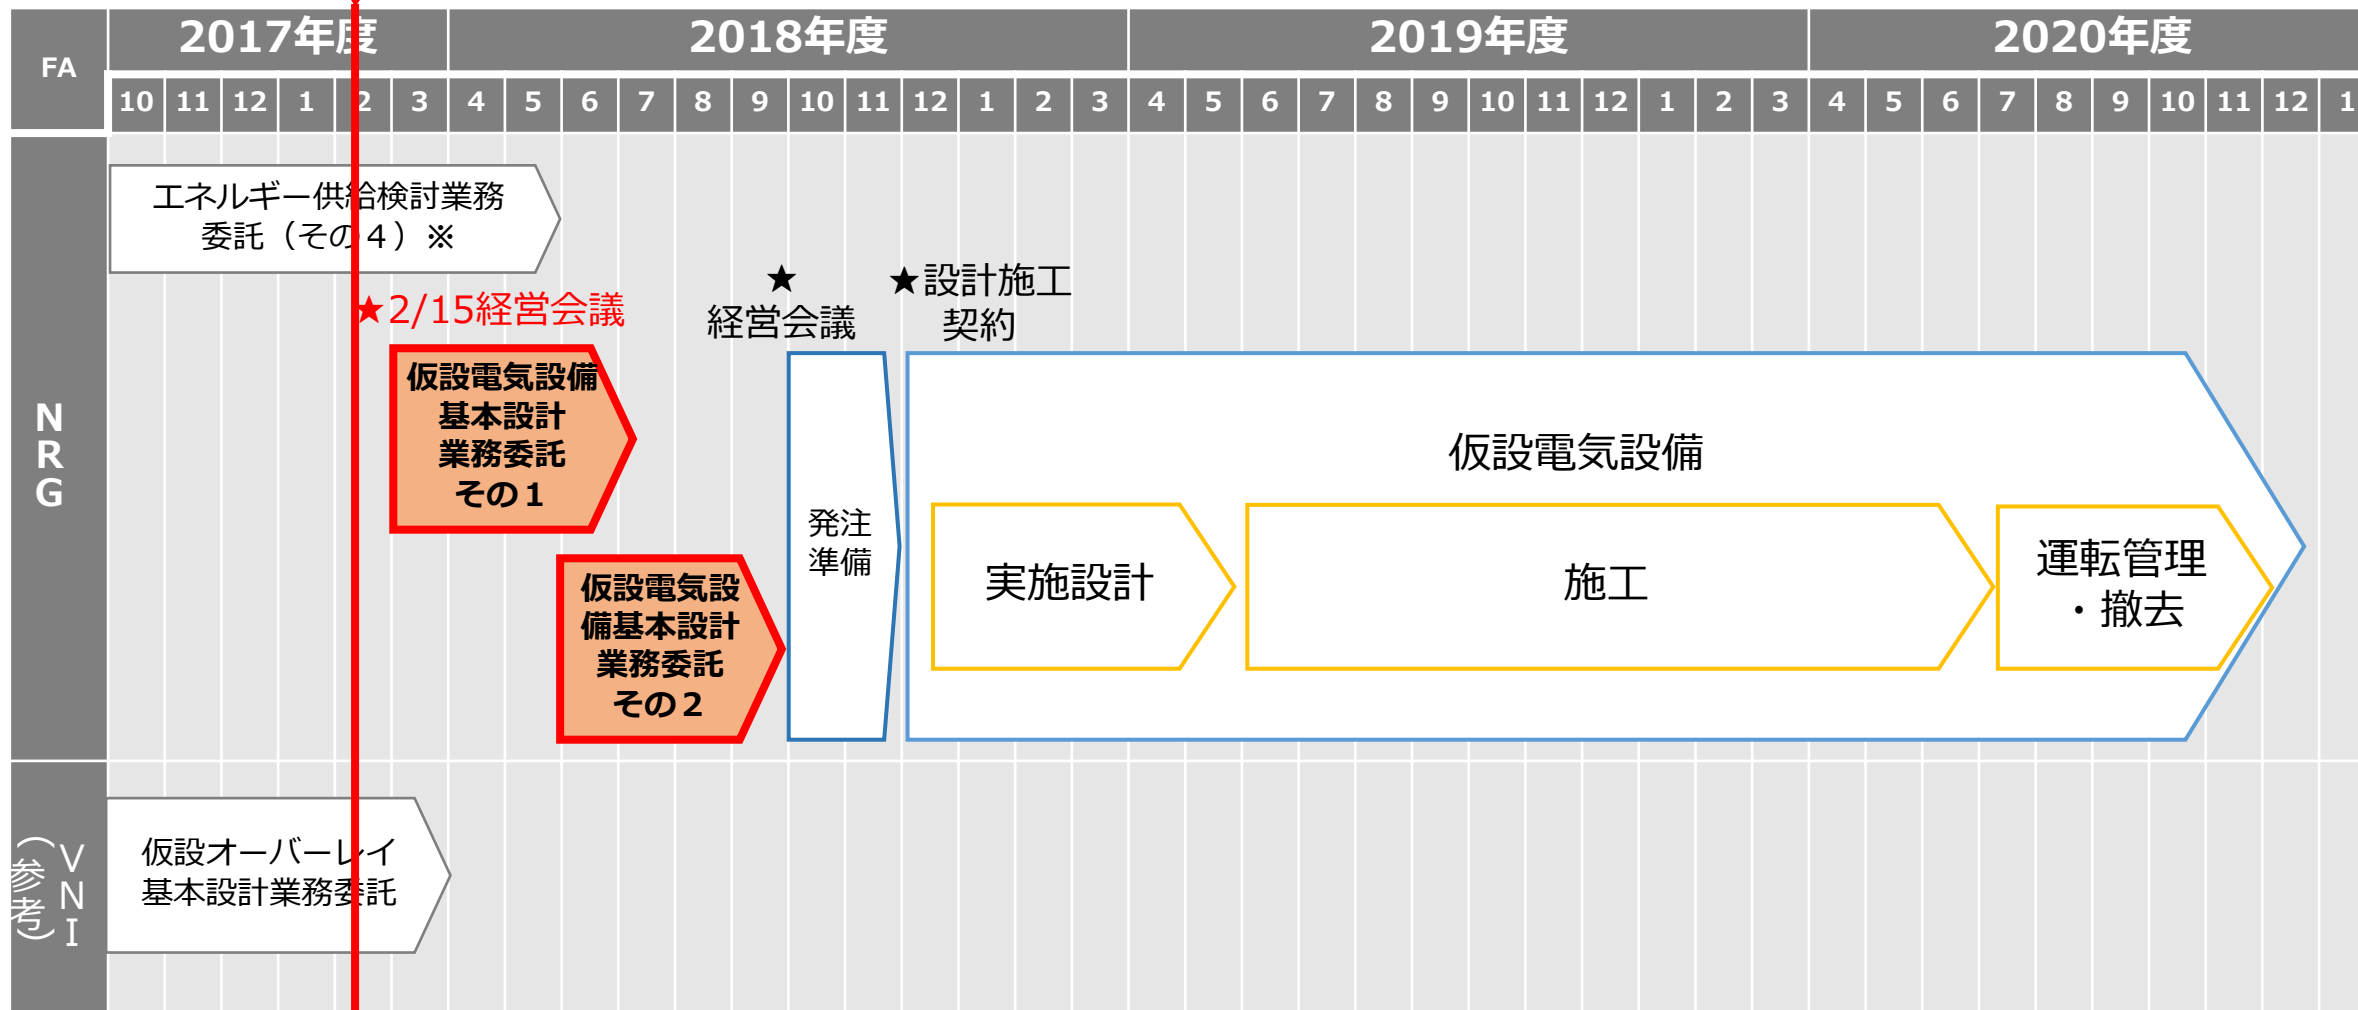 FA
2017年度 2018年度 2019年度 2020年度
10 11 12 1 2 3 4 5 6 7 8 9 10 11 12 1 2 3 4 5 6 7 8 9 10 11 12 1 2 3 4 5 6 7 8 9 10 11 12 1
NRG
エネルギー供給検討業務
委託（その４）※
★2/15経営会議
★
経営会議
★設計施工
契約
仮設電気設備
基本設計
業務委託
その１
仮設電気設
備基本設計
業務委託
その２
発注
準備
仮設電気設備
実施設計
施工
運転管理
・撤去
ＶＮＩ
（参考）
仮設オーバーレイ
基本設計業務委託